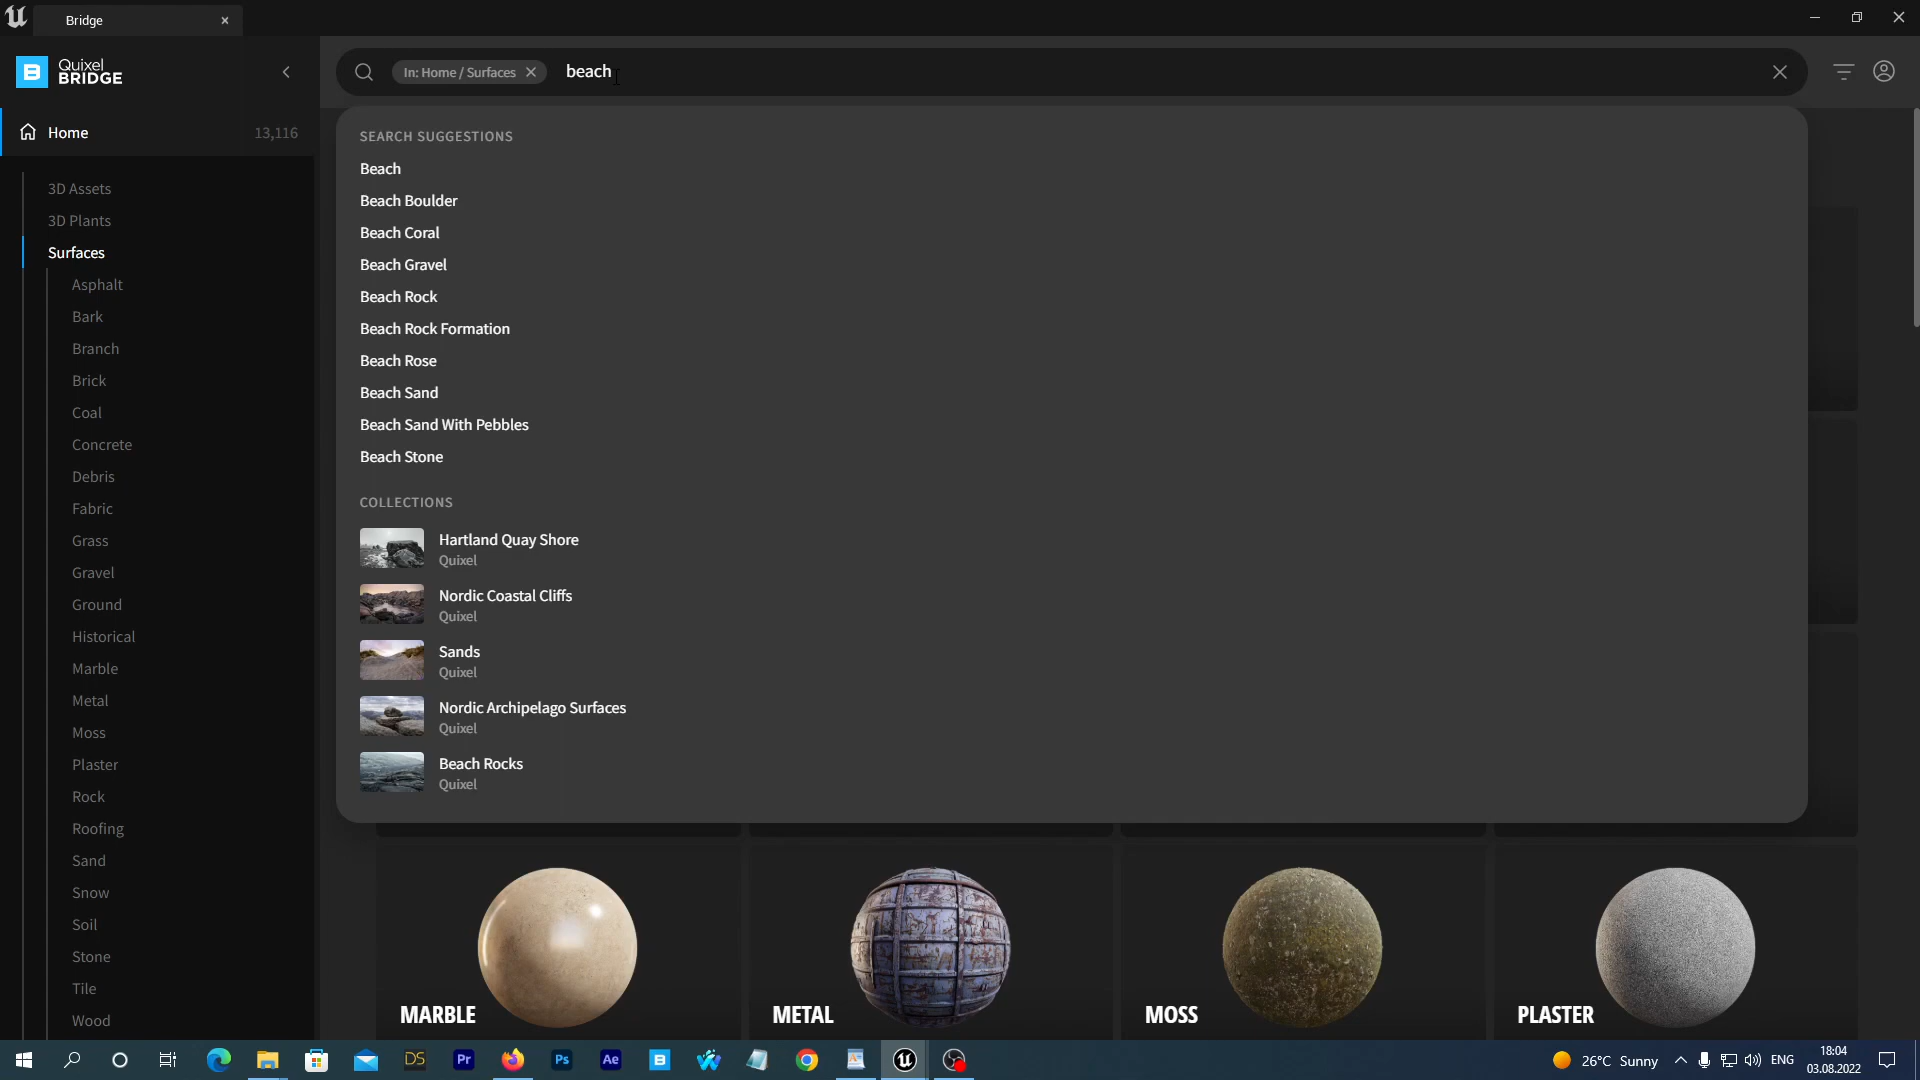 Bridge
Quixel
BRIDGE
In: Home / Surfaces
beach
Home
13,116
3D Assets
3D Plants
Surfaces
Asphalt
Bark
Branch
Brick
Coal
Concrete
Debris
Fabric
Grass
Gravel
Ground
Historical
Marble
Metal
Moss
Plaster
Rock
Roofing
Sand
Snow
Soil
Stone
Tile
Wood
SEARCH SUGGESTIONS
Beach
Beach Boulder
Beach Coral
Beach Gravel
Beach Rock
Beach Rock Formation
Beach Rose
Beach Sand
Beach Sand With Pebbles
Beach Stone
COLLECTIONS
Hartland Quay Shore
Quixel
Nordic Coastal Cliffs
Quixel
Sands
Quixel
Nordic Archipelago Surfaces
Quixel
Beach Rocks
Quixel
MARBLE
METAL
MOSS
PLASTER
DS
Pr
Ps
Ae
26°C Sunny
ENG
18:04
03.08.2022